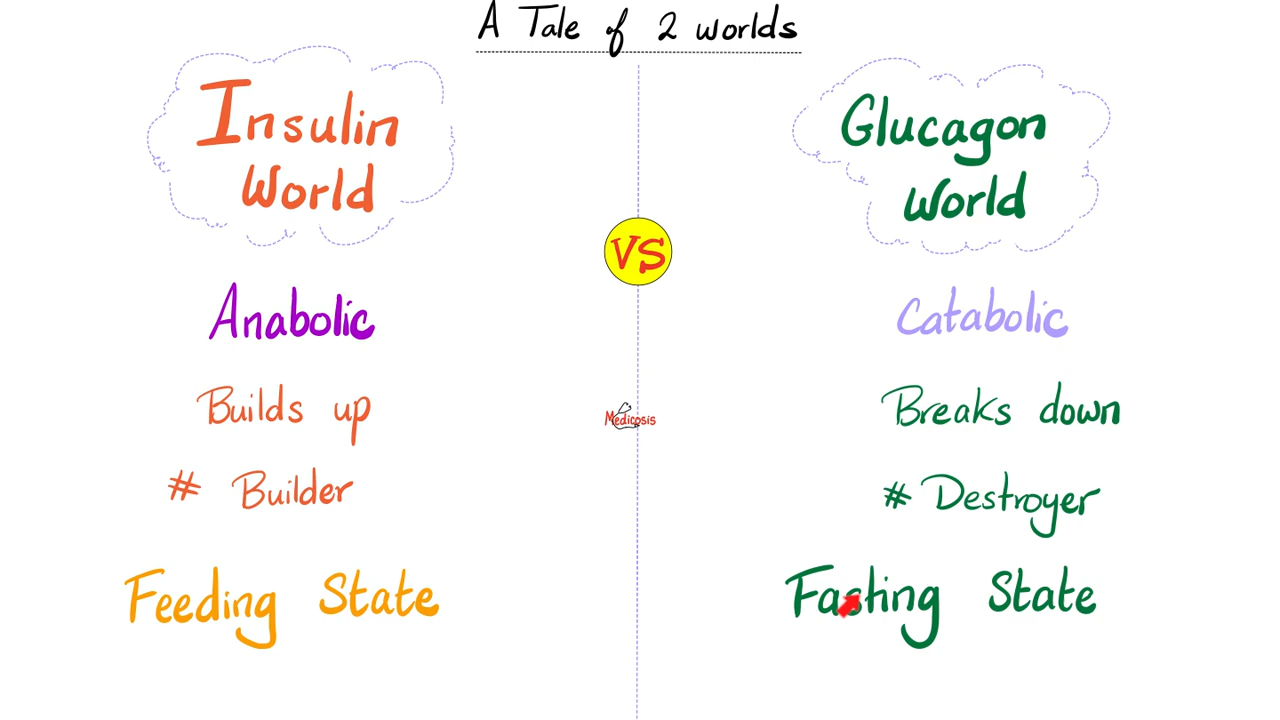 A Tale of 2 worlds
Insulin
World
Anabolic
Builds up
# Builder
Feeding State
VS
Medicosis
Glucagon
World
Catabolic
Breaks down
# Destroyer
Fasting State